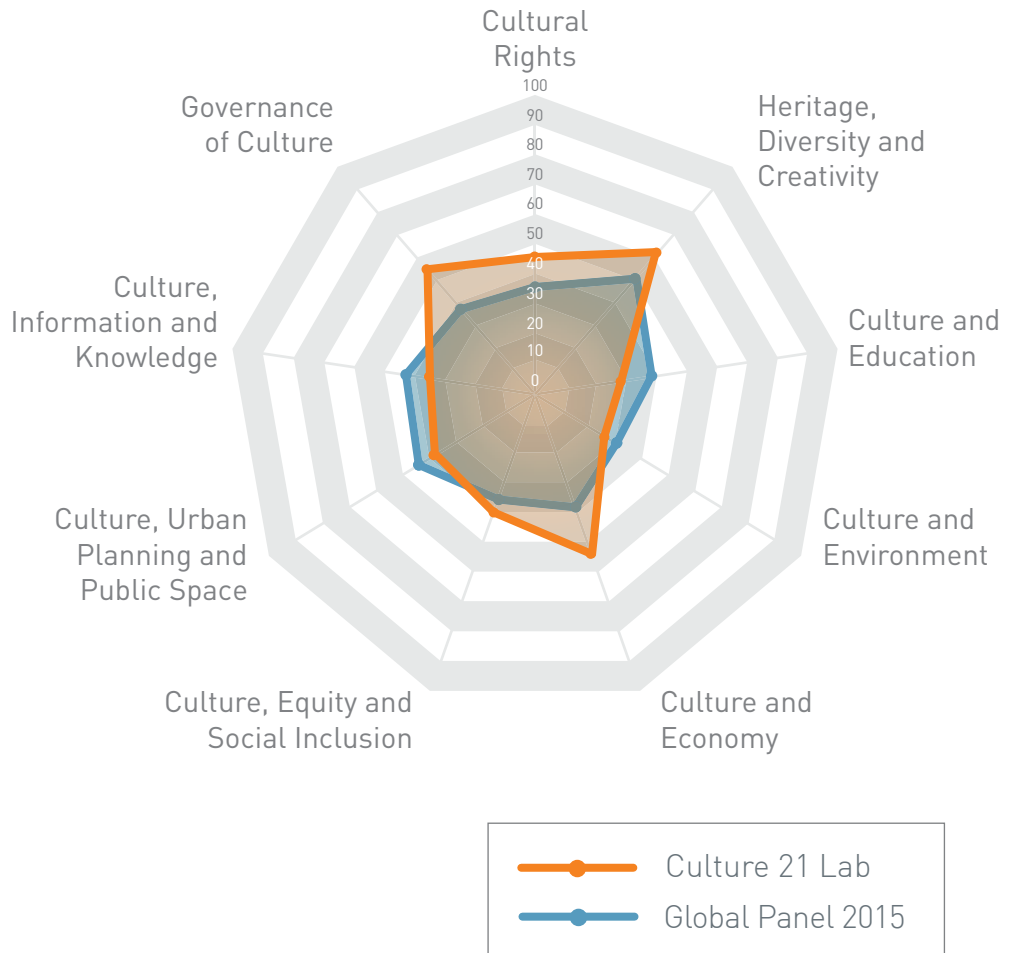 Cultural
Rights
100
90
80
70
60
50
40
30
20
10
0
Heritage,
Diversity and
Creativity
Culture and
Education
Culture and
Environment
Culture and
Economy
Culture, Equity and
Social Inclusion
Culture, Urban
Planning and
Public Space
Culture,
Information and
Knowledge
Governance
of Culture
Culture 21 Lab
Global Panel 2015